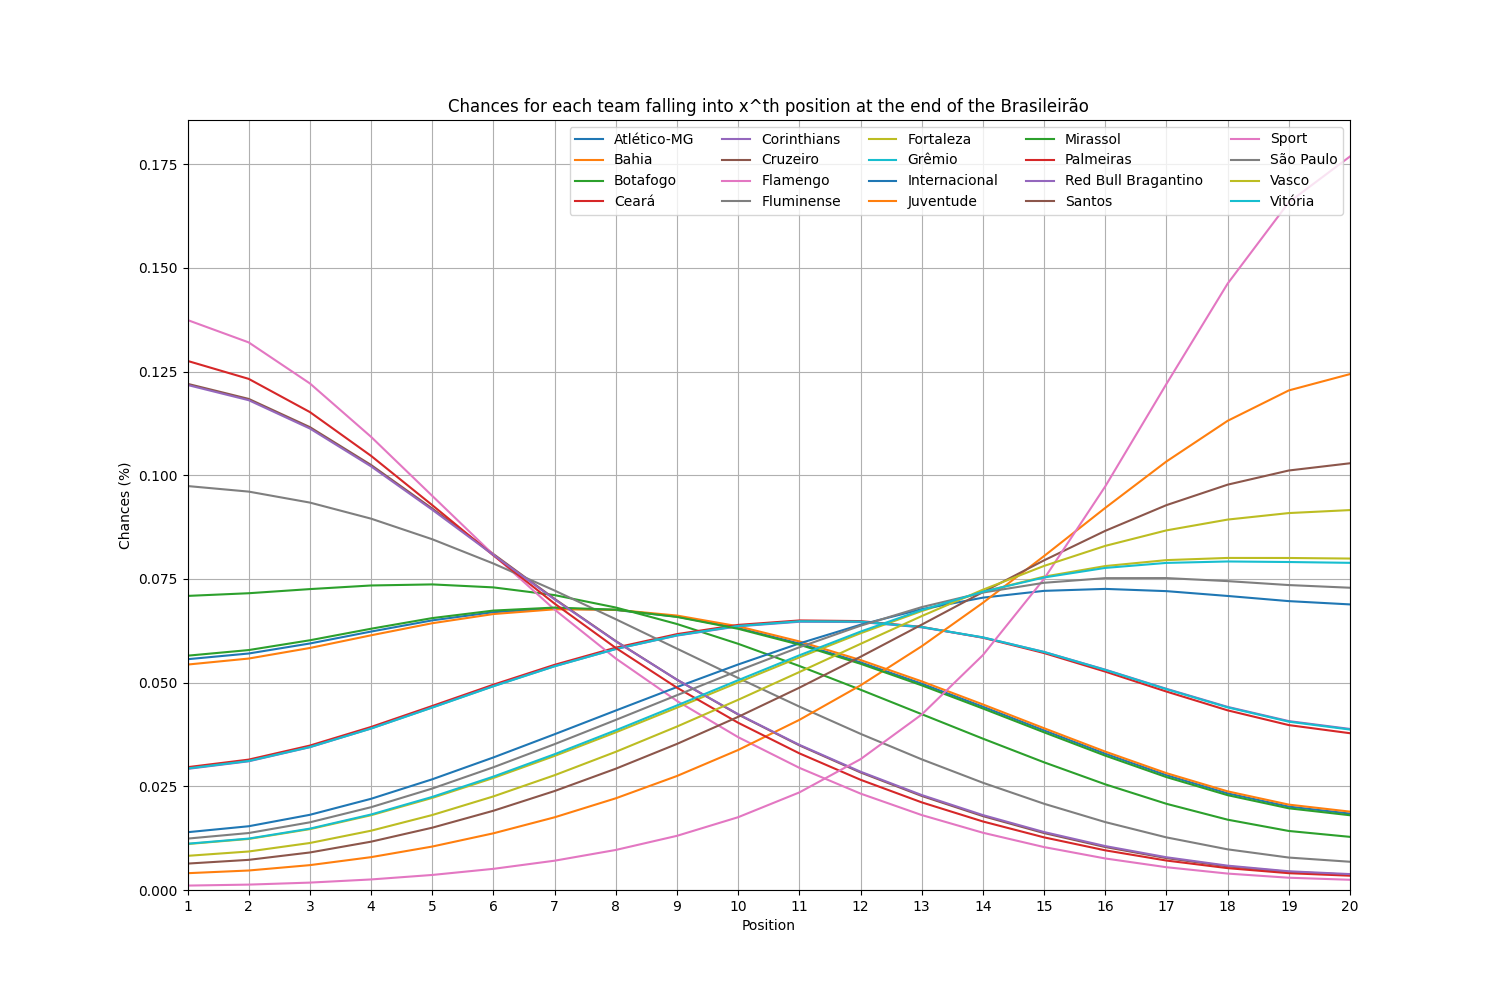 Chances for each team falling into x^th position at the end of the Brasileirão
Atlético-MG Corinthians Fortaleza Mirassol Sport
Bahia Cruzeiro Grêmio Palmeiras São Paulo
Botafogo Flamengo Internacional Red Bull Bragantino Vasco
Ceará Fluminense Juventude Santos Vitória
0.175
0.150
0.125
0.100
0.075
0.050
0.025
0.000
Chances (%)
1 2 3 4 5 6 7 8 9 10 11 12 13 14 15 16 17 18 19 20
Position